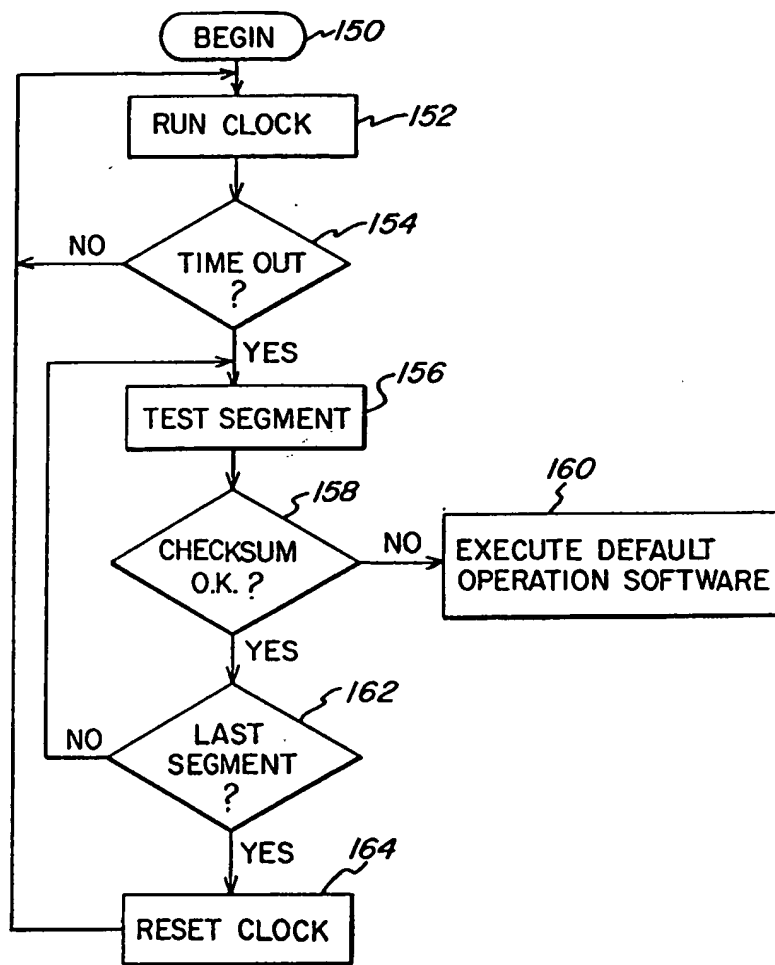 BEGIN
150
RUN CLOCK
152
154
NO
TIME OUT
?
YES
156
TEST SEGMENT
158
160
CHECKSUM
O.K. ?
NO
EXECUTE DEFAULT
OPERATION SOFTWARE
YES
162
NO
LAST
SEGMENT
?
YES
164
RESET CLOCK